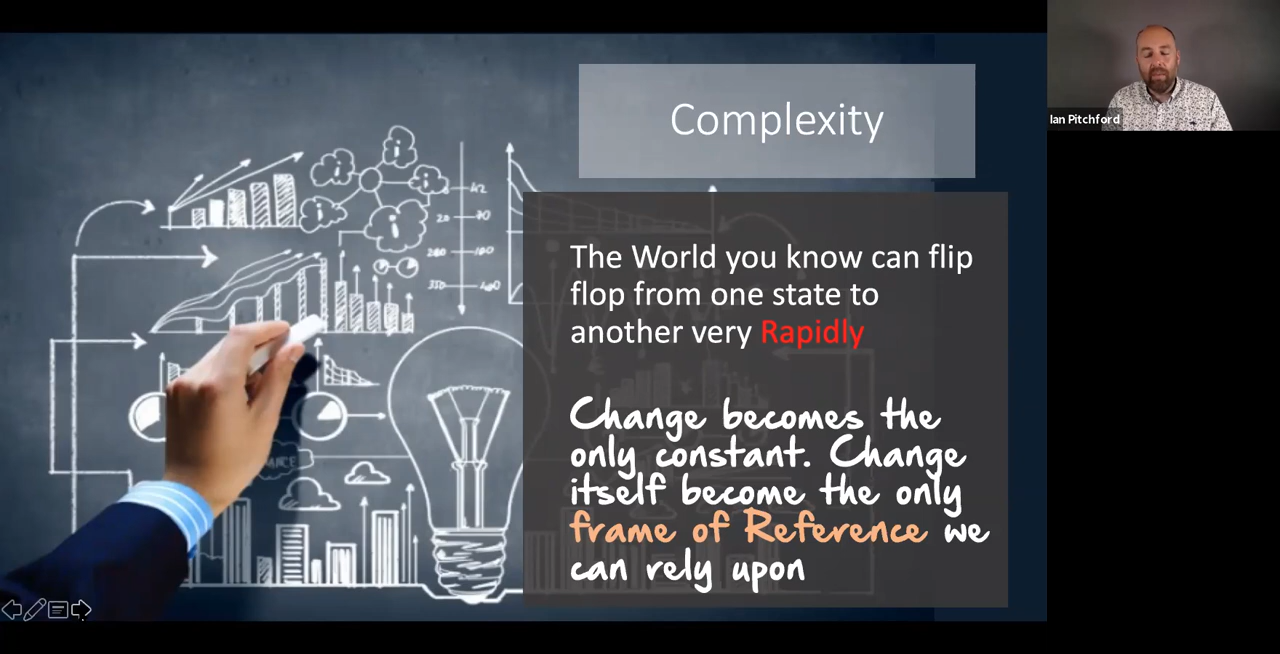 Complexity
Ian Pitchford
The World you know can flip
flop from one state to
another very Rapidly
Change becomes the
only constant. Change
itself become the only
frame of Reference we
can rely upon